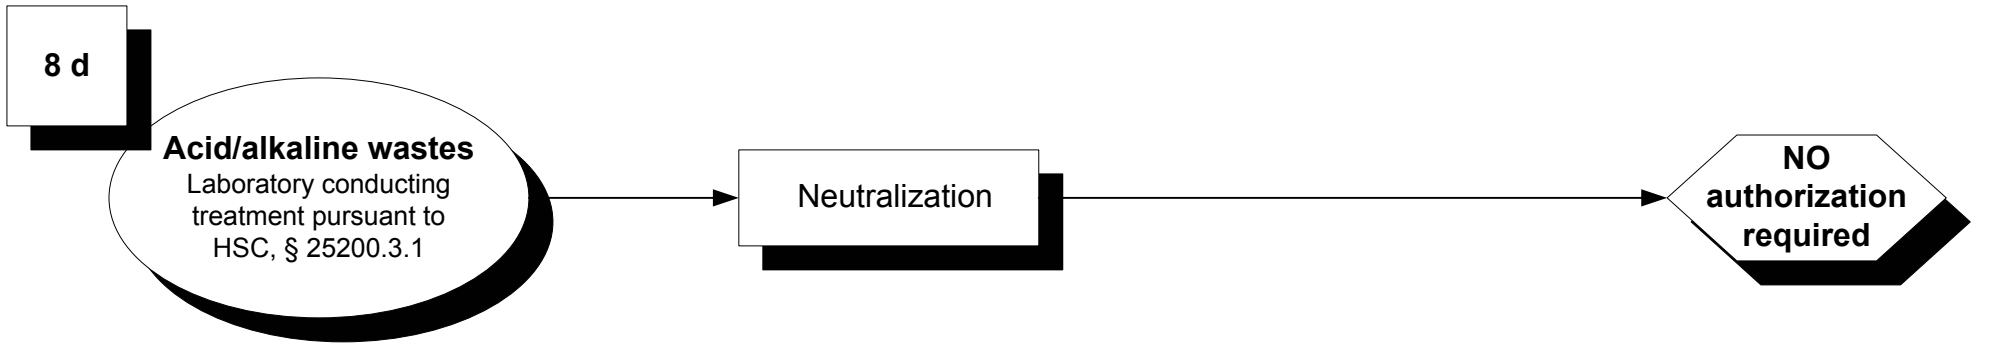 8 d
Acid/alkaline wastes
Laboratory conducting
treatment pursuant to
HSC, § 25200.3.1
Neutralization
NO
authorization
required